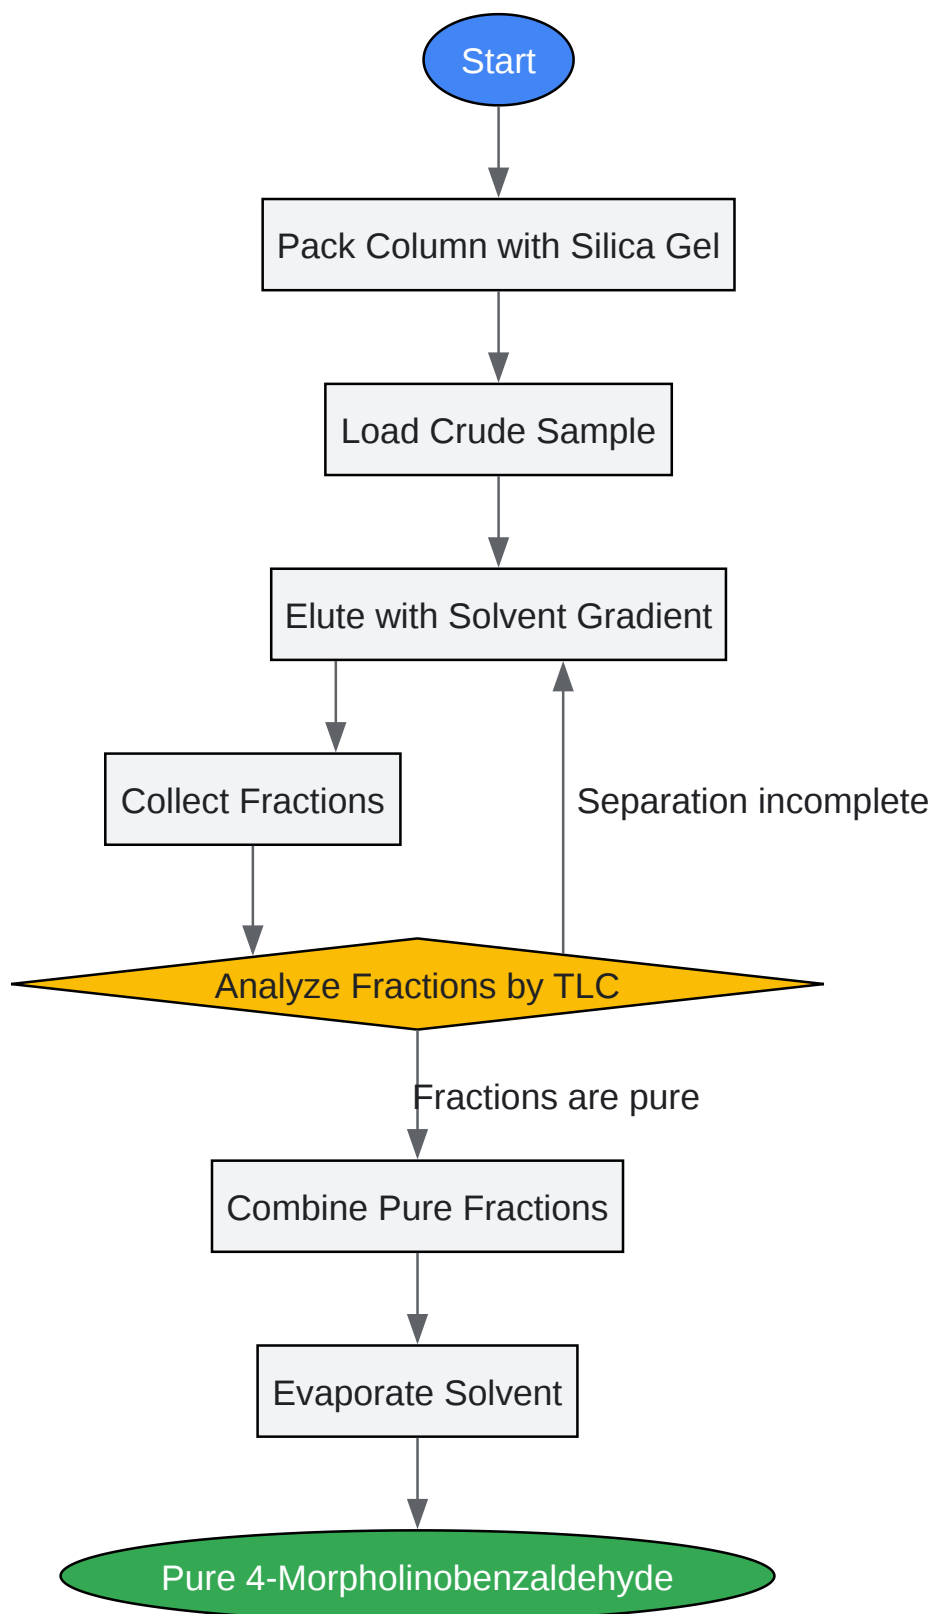 Start
Pack Column with Silica Gel
Load Crude Sample
Elute with Solvent Gradient
Collect Fractions
Separation incomplete
Analyze Fractions by TLC
Fractions are pure
Combine Pure Fractions
Evaporate Solvent
Pure 4-Morpholinobenzaldehyde